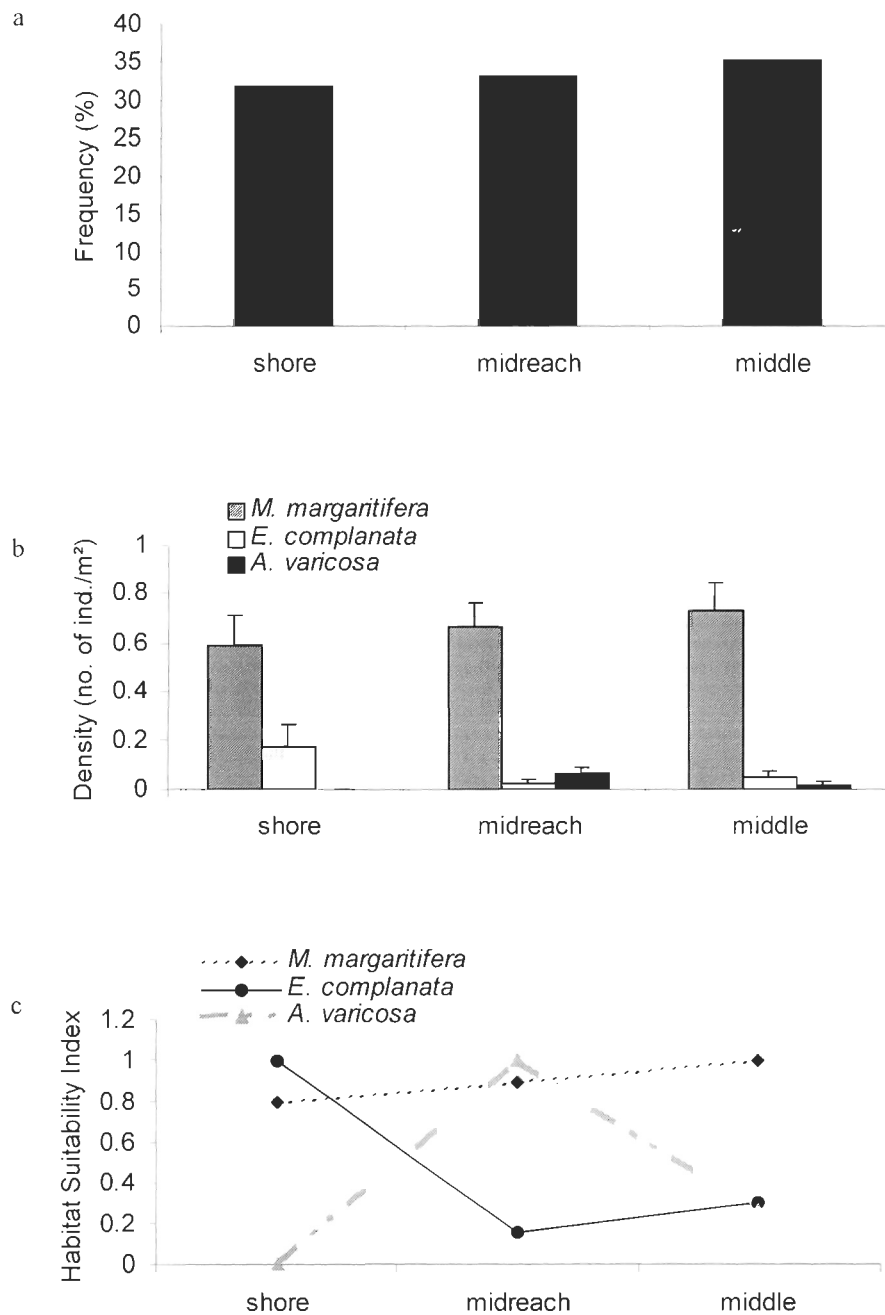 a
Frequency (%)
40
35
30
25
20
15
10
5
0
shore midreach middle
b
M. margaritifera
E. complanata
A. varicosa
Density (no. of ind./m²)
1
0.8
0.6
0.4
0.2
0
shore midreach middle
c
M. margaritifera
E. complanata
A. varicosa
Habitat Suitability Index
1.2
1
0.8
0.6
0.4
0.2
0
shore midreach middle